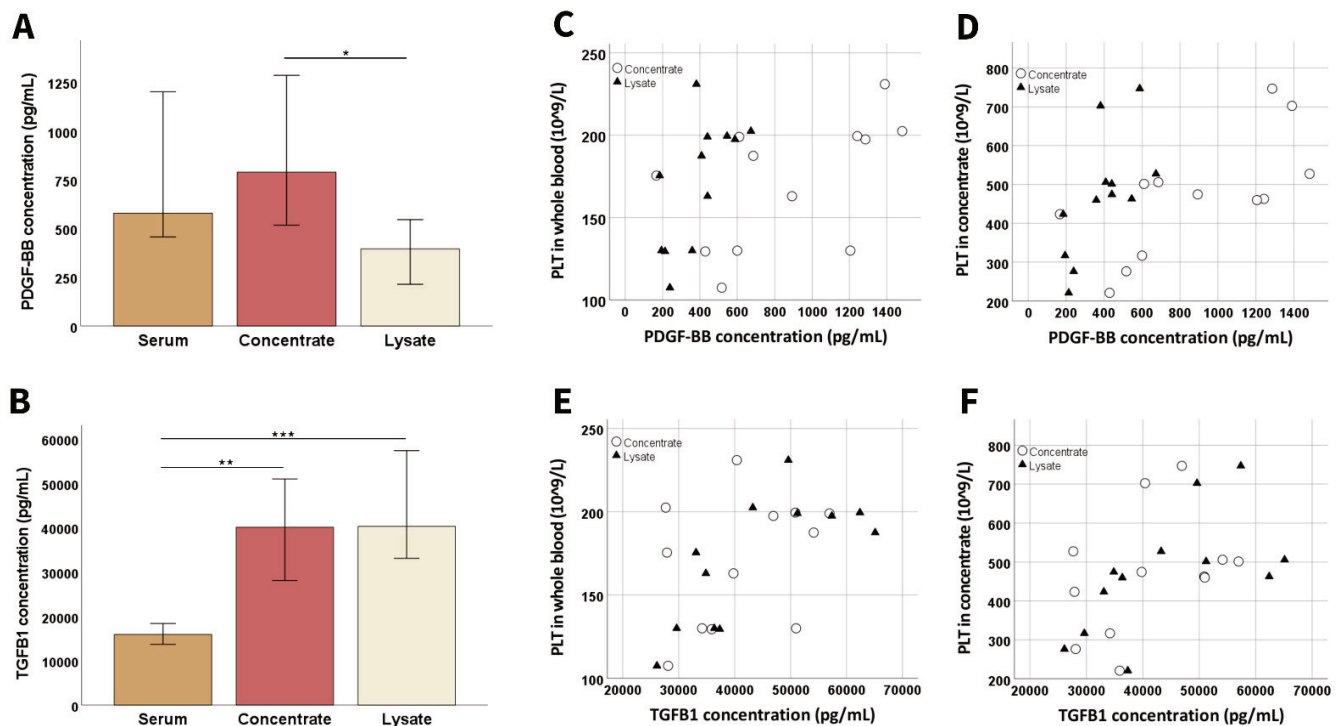 A
PDGF-BB concentration (pg/mL)
1250
1000
750
500
250
0
*
Serum Concentrate Lysate
B
TGFB1 concentration (pg/mL)
60000
50000
40000
30000
20000
10000
0
***
**
Serum Concentrate Lysate
C
PLT in whole blood (10^9/L)
250
200
150
100
Concentrate
Lysate
0 200 400 600 800 1000 1200 1400
PDGF-BB concentration (pg/mL)
D
PLT in concentrate (10^9/L)
800
700
600
500
400
300
200
Concentrate
Lysate
0 200 400 600 800 1000 1200 1400
PDGF-BB concentration (pg/mL)
E
PLT in whole blood (10^9/L)
250
200
150
100
Concentrate
Lysate
20000 30000 40000 50000 60000 70000
TGFB1 concentration (pg/mL)
F
PLT in concentrate (10^9/L)
800
700
600
500
400
300
200
Concentrate
Lysate
20000 30000 40000 50000 60000 70000
TGFB1 concentration (pg/mL)